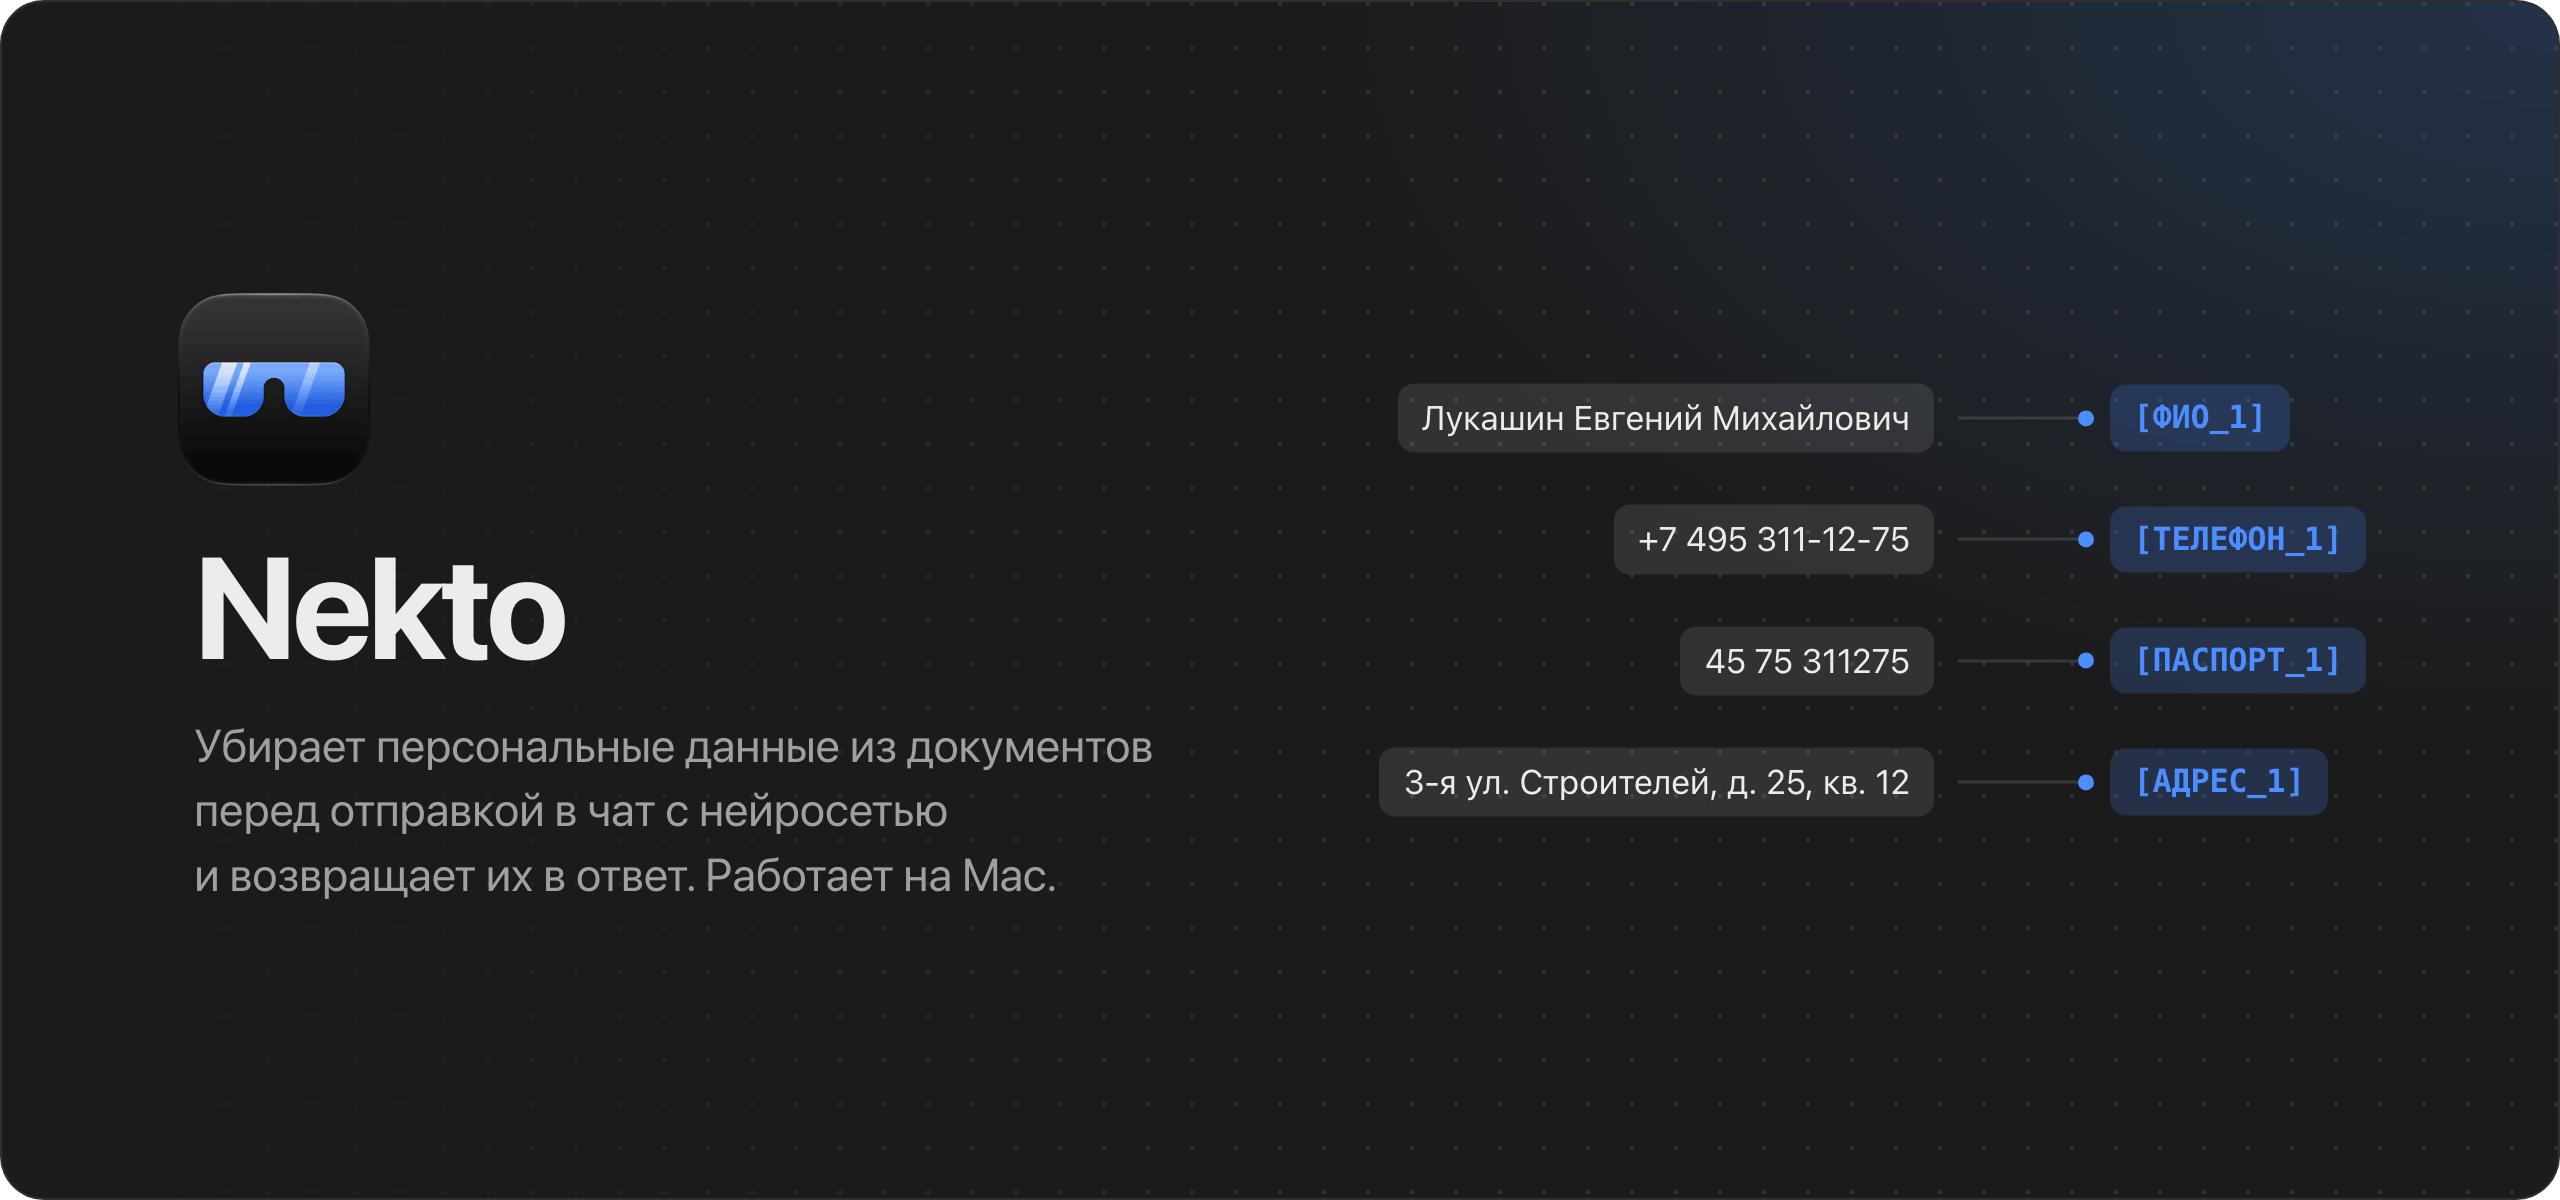 Nekto
Убирает персональные данные из документов
перед отправкой в чат с нейросетью
и возвращает их в ответ. Работает на Mac.
Лукашин Евгений Михайлович [ФИО_1]
+7 495 311-12-75 [ТЕЛЕФОН_1]
45 75 311275 [ПАСПОРТ_1]
3-я ул. Строителей, д. 25, кв. 12 [АДРЕС_1]